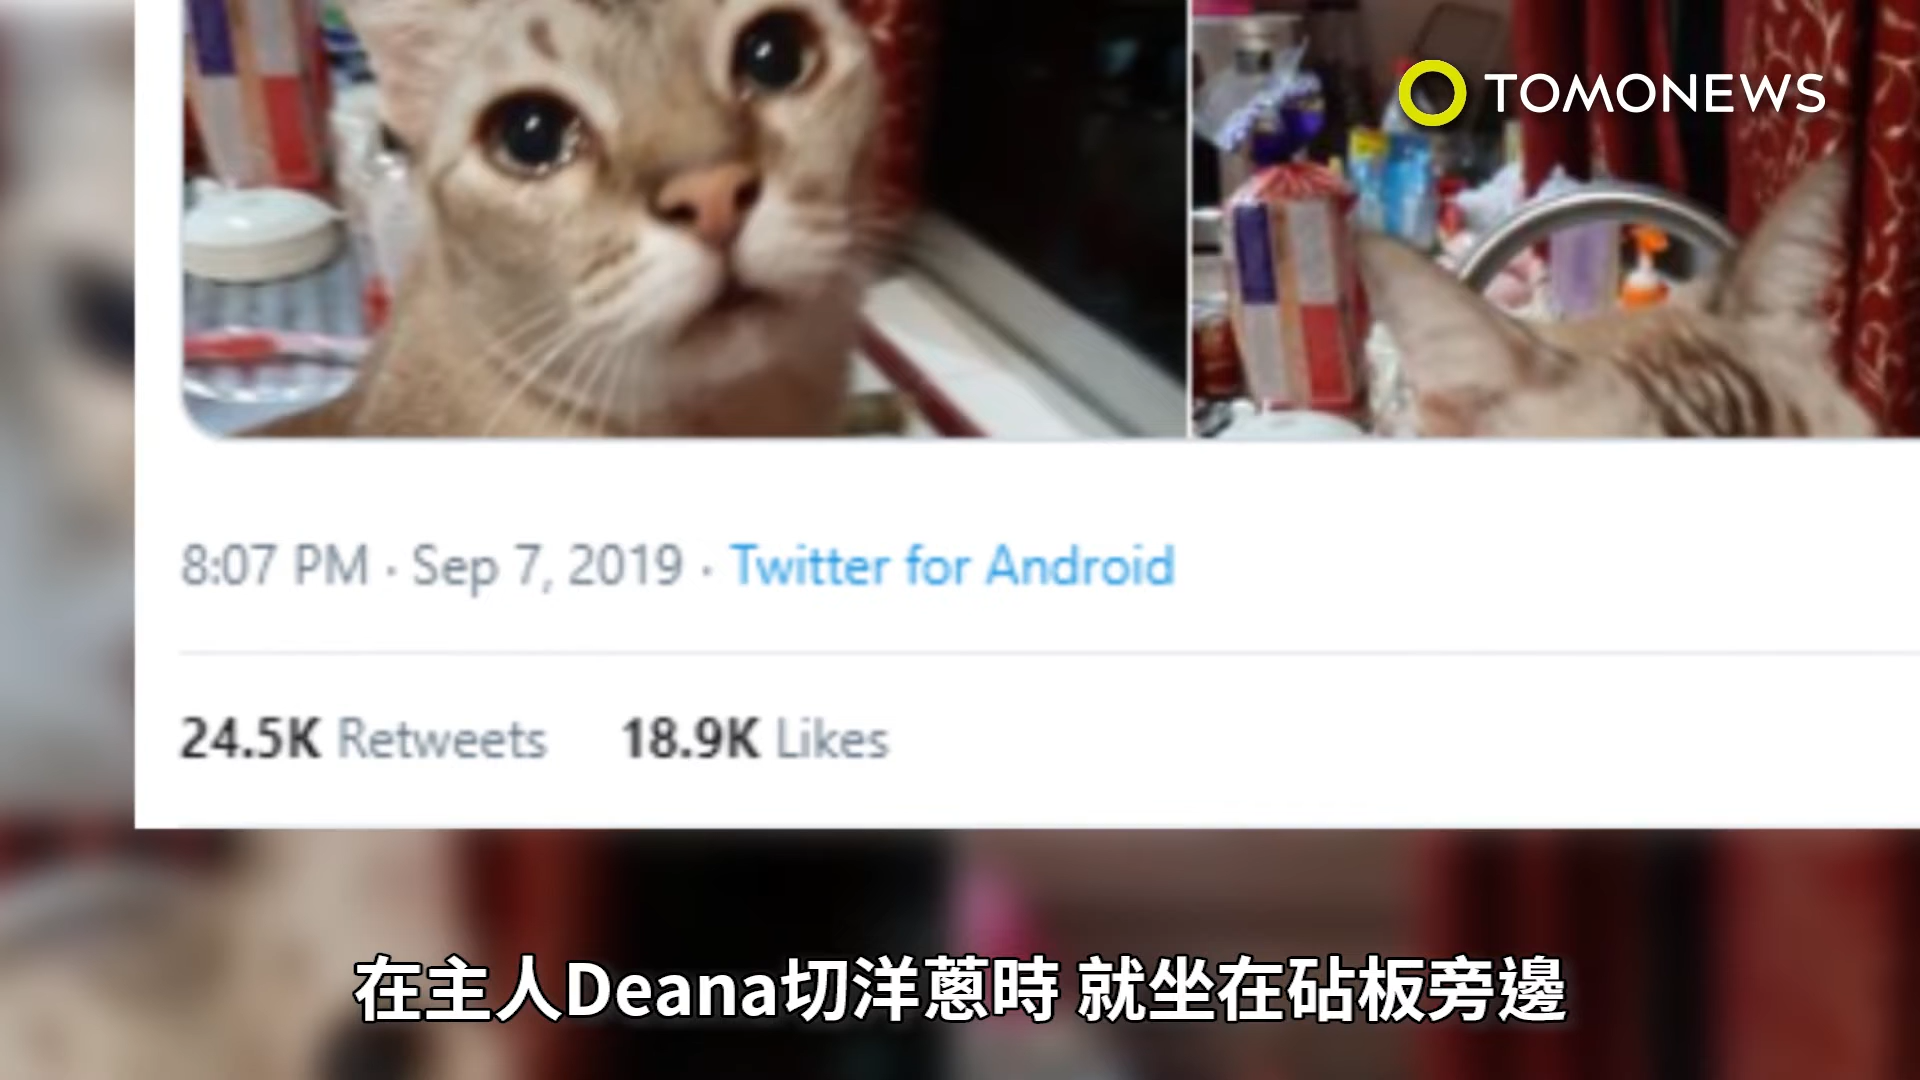 TOMONEWS
8:07 PM · Sep 7, 2019 · Twitter for Android
24.5K Retweets 18.9K Likes
在主人Deana切洋蔥時 就坐在砧板旁邊